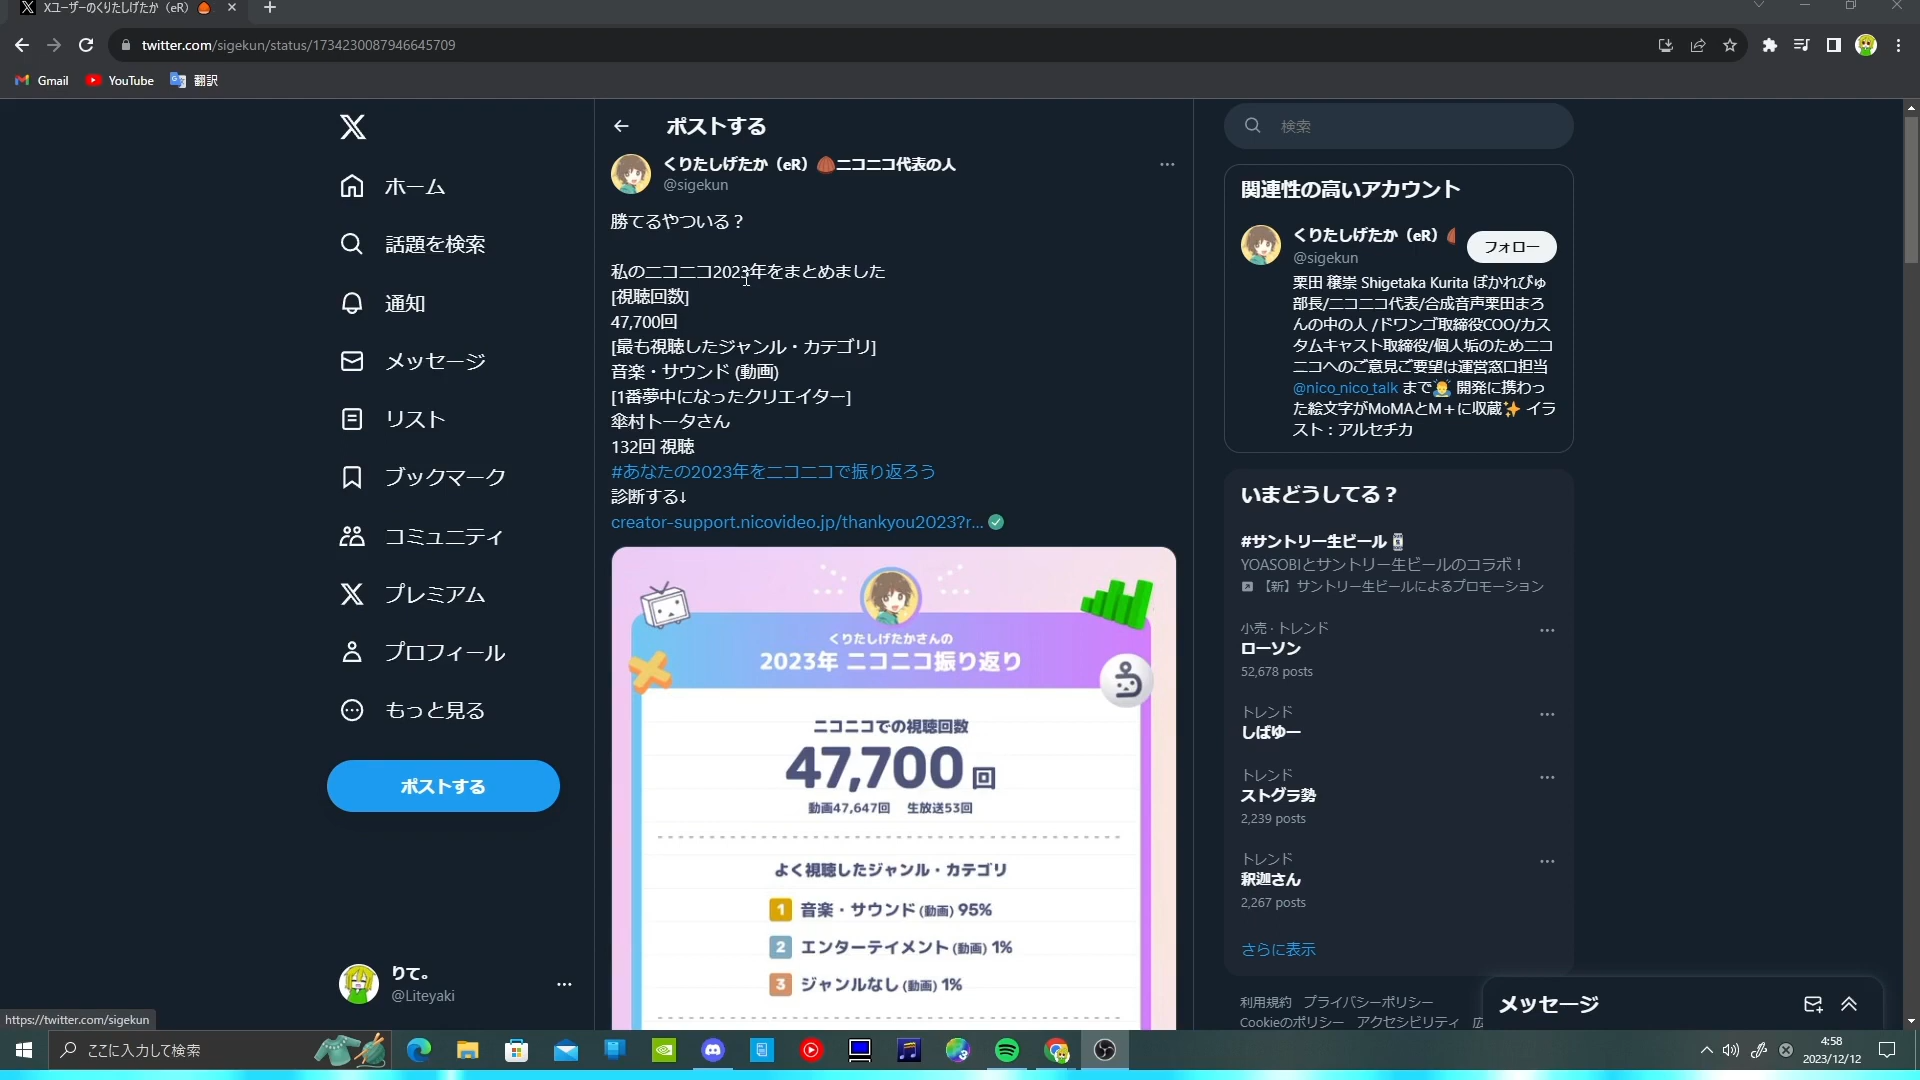 Xユーザーのくりたしげたか（eR）
twitter.com/sigekun/status/1734230087946645709
Gmail
YouTube
翻訳
ホーム
話題を検索
通知
メッセージ
リスト
ブックマーク
コミュニティ
プレミアム
プロフィール
もっと見る
ポストする
りて。
@Liteyaki
ポストする
くりたしげたか（eR）🌰ニコニコ代表の人
@sigekun
勝てるやついる？
私のニコニコ2023年をまとめました
[視聴回数]
47,700回
[最も視聴したジャンル・カテゴリ]
音楽・サウンド (動画)
[1番夢中になったクリエイター]
傘村トータさん
132回 視聴
#あなたの2023年をニコニコで振り返ろう
診断する↓
creator-support.nicovideo.jp/thankyou2023?r...
くりたしげたかさんの
2023年 ニコニコ振り返り
ニコニコでの視聴回数
47,700 回
動画47,647回 生放送53回
よく視聴したジャンル・カテゴリ
1 音楽・サウンド (動画) 95%
2 エンターテイメント (動画) 1%
3 ジャンルなし (動画) 1%
検索
関連性の高いアカウント
くりたしげたか（eR）
@sigekun
フォロー
栗田 穣崇 Shigetaka Kurita ぽかれびゅ
部長/ニコニコ代表/合成音声栗田まろ
んの中の人 /ドワンゴ取締役COO/カス
タムキャスト取締役/個人垢のためニコ
ニコへのご意見ご要望は運営窓口担当
@nico_nico_talk まで🙇 開発に携わっ
た絵文字がMoMAとM＋に収蔵✨ イラ
スト：アルセチカ
いまどうしてる？
#サントリー生ビール
YOASOBIとサントリー生ビールのコラボ！
【新】サントリー生ビールによるプロモーション
小売・トレンド
ローソン
52,678 posts
トレンド
しばゆー
トレンド
ストグラ勢
2,239 posts
トレンド
釈迦さん
2,267 posts
さらに表示
利用規約 プライバシーポリシー
Cookieのポリシー アクセシビリティ 広
メッセージ
https://twitter.com/sigekun
ここに入力して検索
4:58
2023/12/12